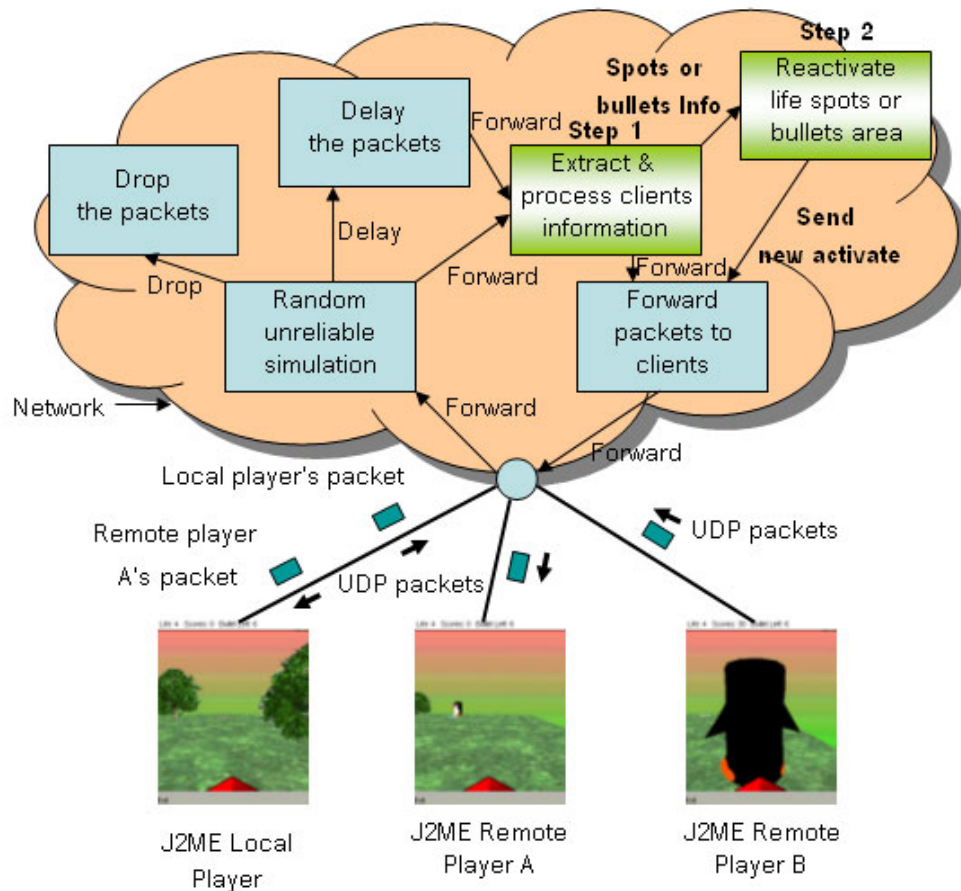 Step 2
Spots or
bullets Info
Reactivate
life spots or
bullets area
Delay
the packets
Forward
Step 1
Extract &
process clients
information
Drop
the packets
Delay
Send
new activate
Drop
Forward
Forward
Random
unreliable
simulation
Forward
packets to
clients
Network
Forward
Forward
Local player's packet
Remote player
A's packet
UDP packets
UDP packets
J2ME Local
Player
J2ME Remote
Player A
J2ME Remote
Player B